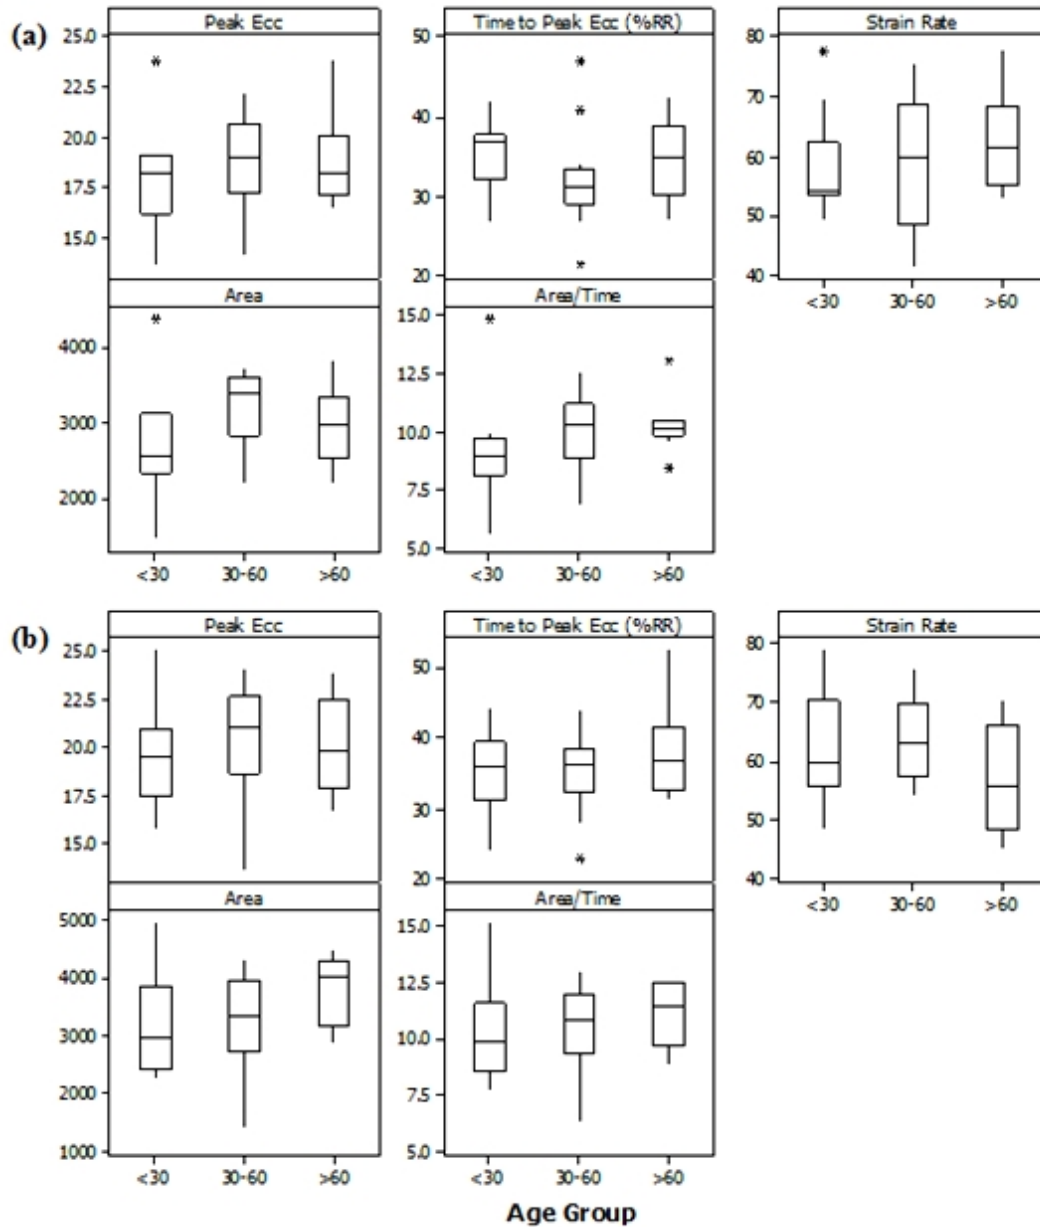 (a)
Peak Ecc
Time to Peak Ecc (%RR)
Strain Rate
25.0
22.5
20.0
17.5
15.0
50
40
30
20
80
70
60
50
40
<30 30-60 >60
Area
Area/Time
4000
3000
2000
15.0
12.5
10.0
7.5
5.0
<30 30-60 >60
<30 30-60 >60
(b)
Peak Ecc
Time to Peak Ecc (%RR)
Strain Rate
25.0
22.5
20.0
17.5
15.0
50
40
30
20
80
70
60
50
40
<30 30-60 >60
Area
Area/Time
5000
4000
3000
2000
1000
15.0
12.5
10.0
7.5
5.0
<30 30-60 >60
<30 30-60 >60
Age Group